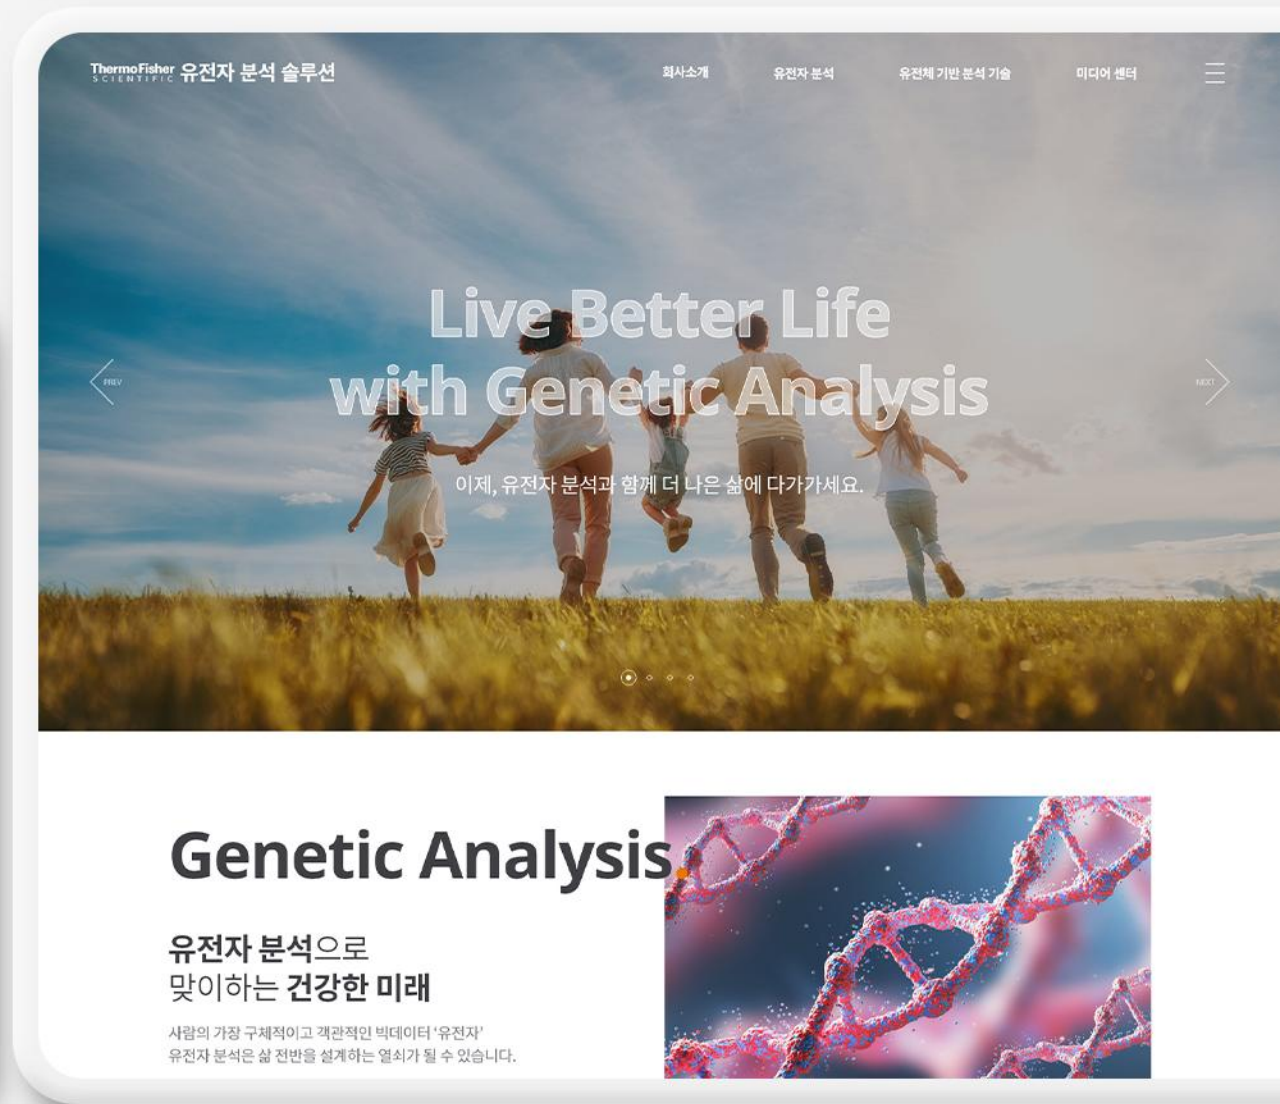 ThermoFisher
SCIENTIFIC
유전자 분석 솔루션
회사소개
유전자 분석
유전체 기반 분석 기술
미디어 센터
Live Better Life
with Genetic Analysis
PREV
NEXT
이제, 유전자 분석과 함께 더 나은 삶에 다가가세요.
Genetic Analysis.
유전자 분석으로
맞이하는 건강한 미래
사람의 가장 구체적이고 객관적인 빅데이터 '유전자'
유전자 분석은 삶 전반을 설계하는 열쇠가 될 수 있습니다.